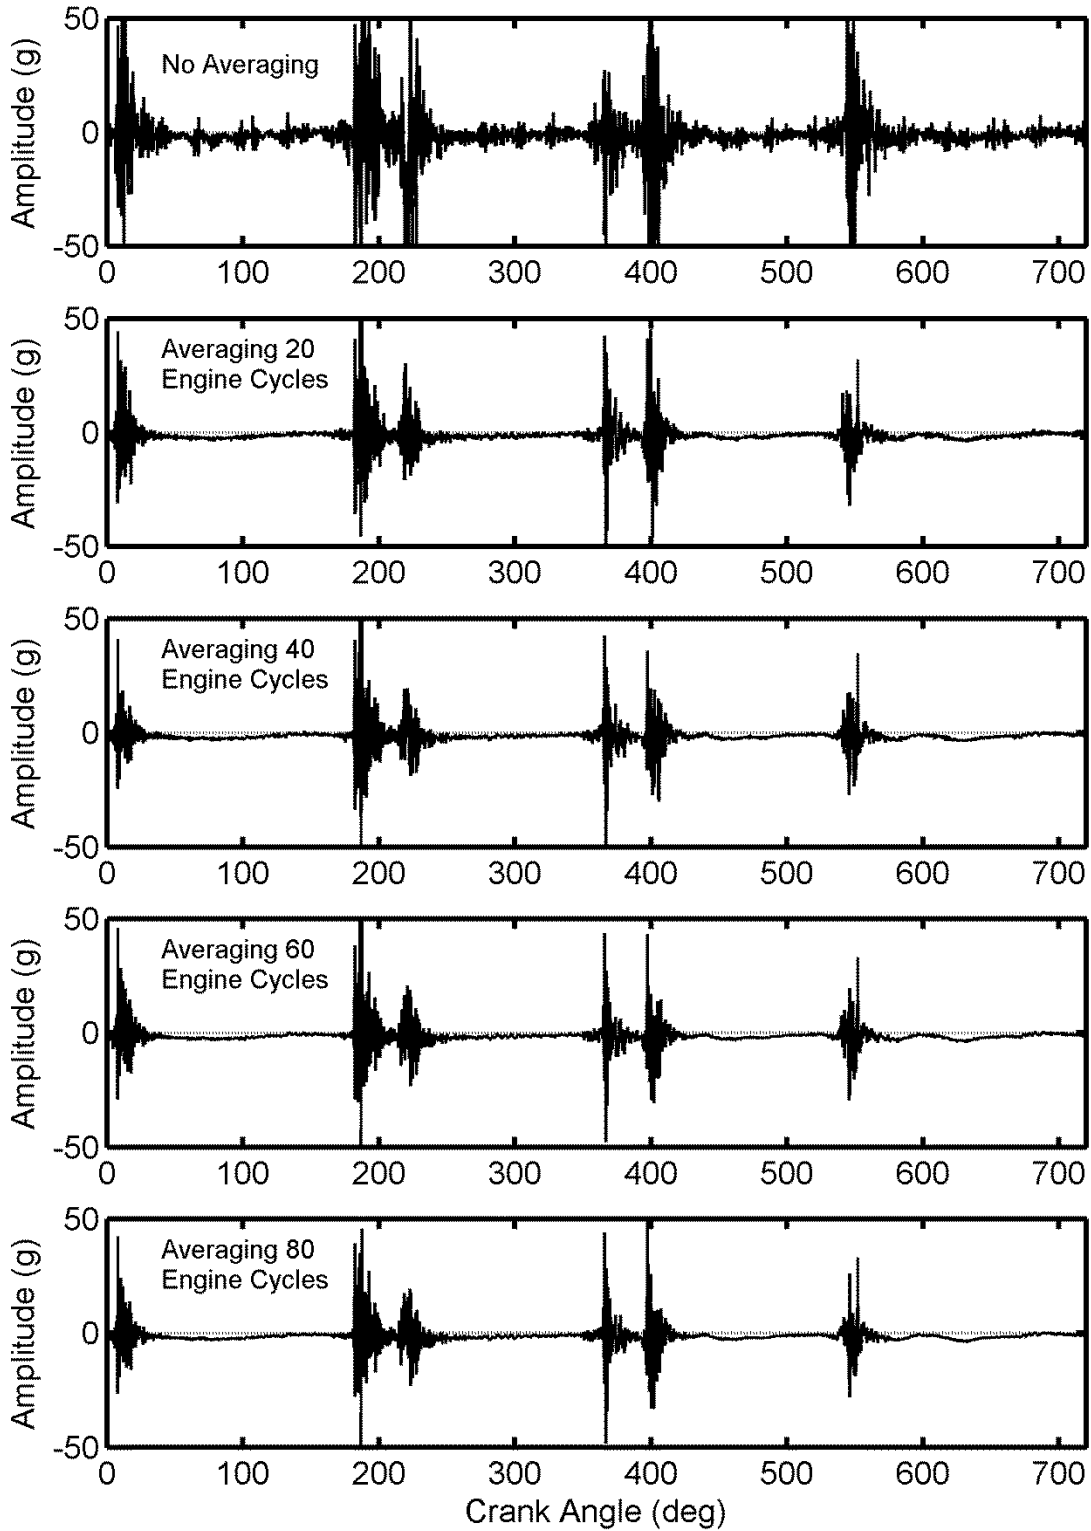 50
No Averaging
Amplitude (g)
0
-50
0 100 200 300 400 500 600 700
50
Averaging 20
Engine Cycles
Amplitude (g)
0
-50
0 100 200 300 400 500 600 700
50
Averaging 40
Engine Cycles
Amplitude (g)
0
-50
0 100 200 300 400 500 600 700
50
Averaging 60
Engine Cycles
Amplitude (g)
0
-50
0 100 200 300 400 500 600 700
50
Averaging 80
Engine Cycles
Amplitude (g)
0
-50
0 100 200 300 400 500 600 700
Crank Angle (deg)